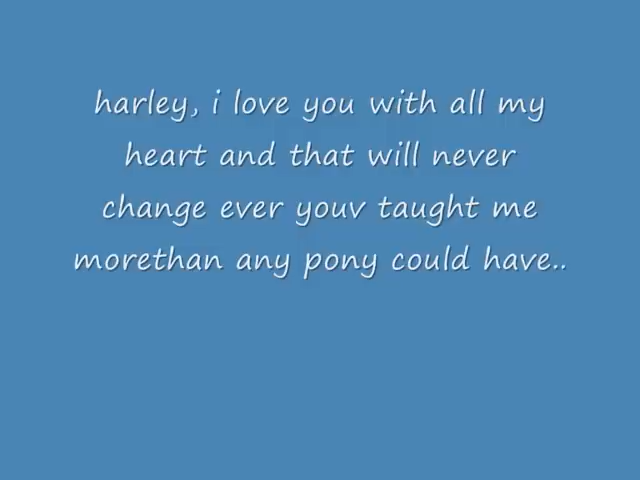 harley, i love you with all my
heart and that will never
change ever youv taught me
morethan any pony could have..